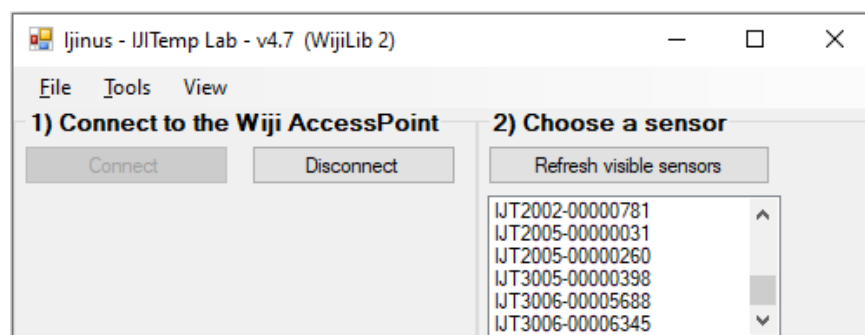 Ijinus - IJITemp Lab - v4.7 (WijiLib 2)
File Tools View
1) Connect to the Wiji AccessPoint
Connect Disconnect
2) Choose a sensor
Refresh visible sensors
IJT2002-00000781
IJT2005-00000031
IJT2005-00000260
IJT3005-00000398
IJT3006-00005688
IJT3006-00006345